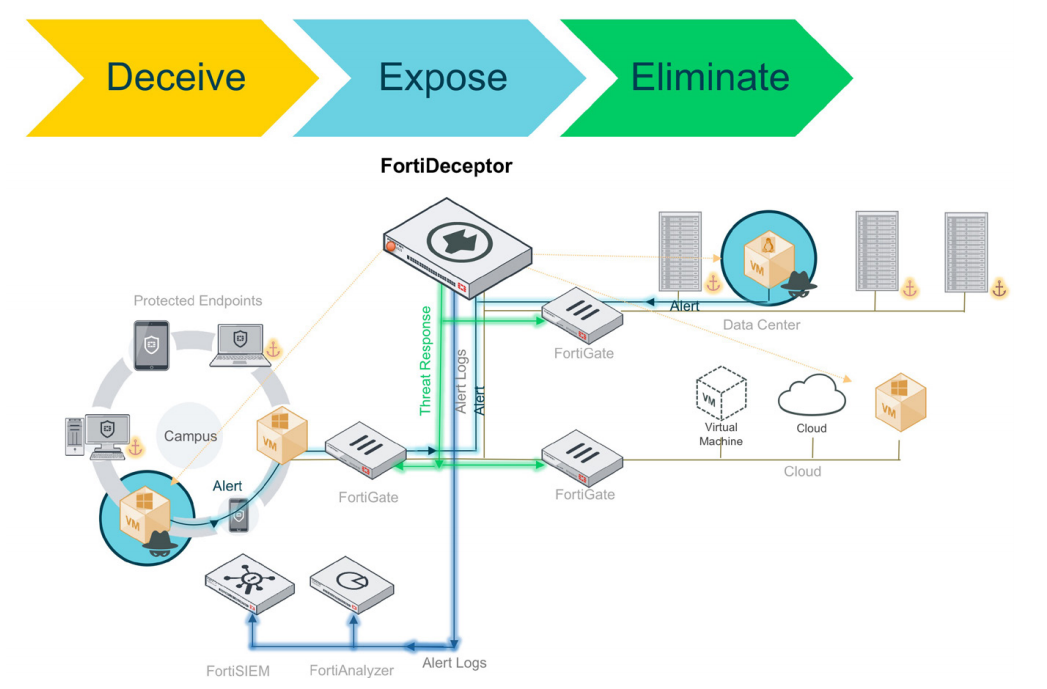 Deceive
Expose
Eliminate
FortiDeceptor
Protected Endpoints
VM
Alert
Data Center
FortiGate
Threat Response
Alert Logs
Alert
VM
Virtual
Machine
Cloud
VM
Campus
VM
FortiGate
FortiGate
Cloud
Alert
VM
FortiSIEM
FortiAnalyzer
Alert Logs